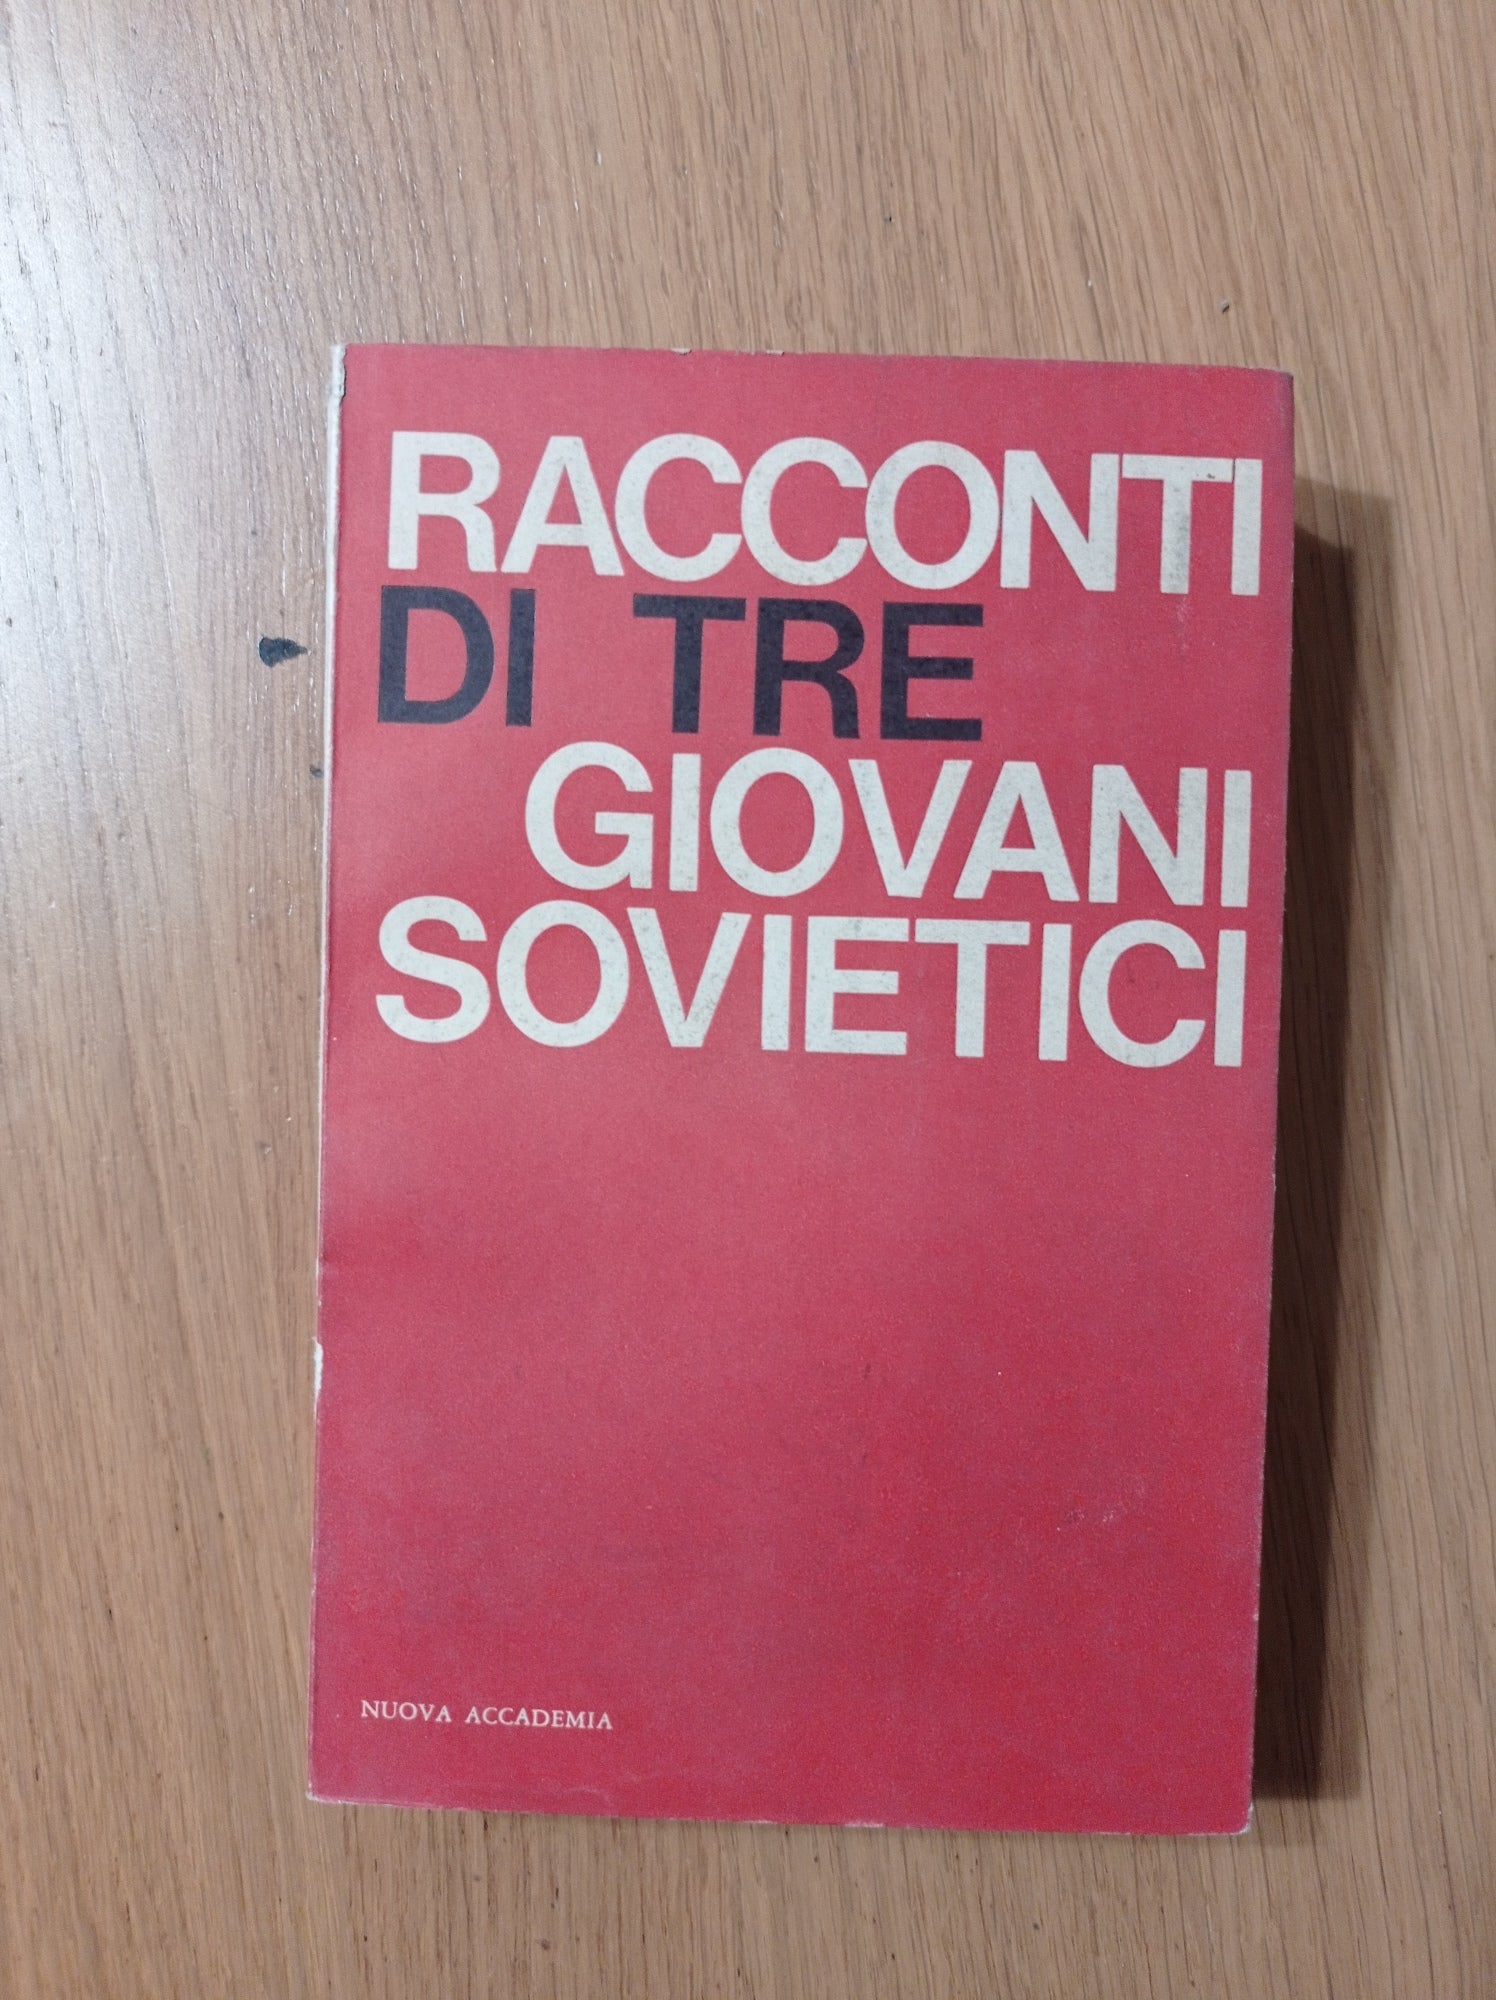 RACCONTI
DI TRE
GIOVANI
SOVIETICI
NUOVA ACCADEMIA